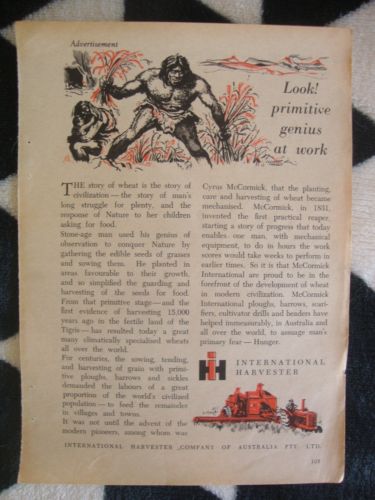 Advertisement
Look!
primitive
genius
at work
THE story of wheat is the story of
civilization — the story of man's
long struggle for plenty, and the
response of Nature to her children
asking for food.
Stone-age man used his genius of
observation to conquer Nature by
gathering the edible seeds of grasses
and sowing them. He planted in
areas favourable to their growth,
and so simplified the guarding and
harvesting of the seeds for food.
From that primitive stage — and the
first evidence of harvesting 15,000
years ago in the fertile land of the
Tigris — has resulted today a great
many climatically specialised wheats
all over the world.
For centuries, the sowing, tending,
and harvesting of grain with primi-
tive ploughs, harrows and sickles
demanded the labours of a great
proportion of the world's civilized
population — to feed the remainder
in villages and towns.
It was not until the advent of the
modern pioneers, among whom was
Cyrus McCormick, that the planting,
care and harvesting of wheat became
mechanised. McCormick, in 1831,
invented the first practical reaper,
starting a story of progress that today
enables one man, with mechanical
equipment, to do in hours the work
scores would take weeks to perform in
earlier times. So it is that McCormick
International are proud to be in the
forefront of the development of wheat
in modern civilization. McCormick
International ploughs, harrows, scari-
fiers, cultivator drills and headers have
helped immeasurably, in Australia and
all over the world, to assuage man's
primary fear — Hunger.
IH INTERNATIONAL
HARVESTER
INTERNATIONAL HARVESTER COMPANY OF AUSTRALIA PTY. LTD.